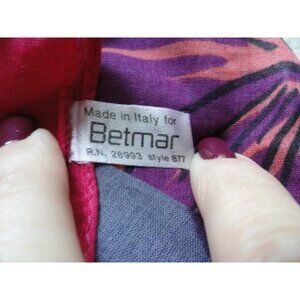 Made in Italy for
Betmar
R.N. 28993 style 877